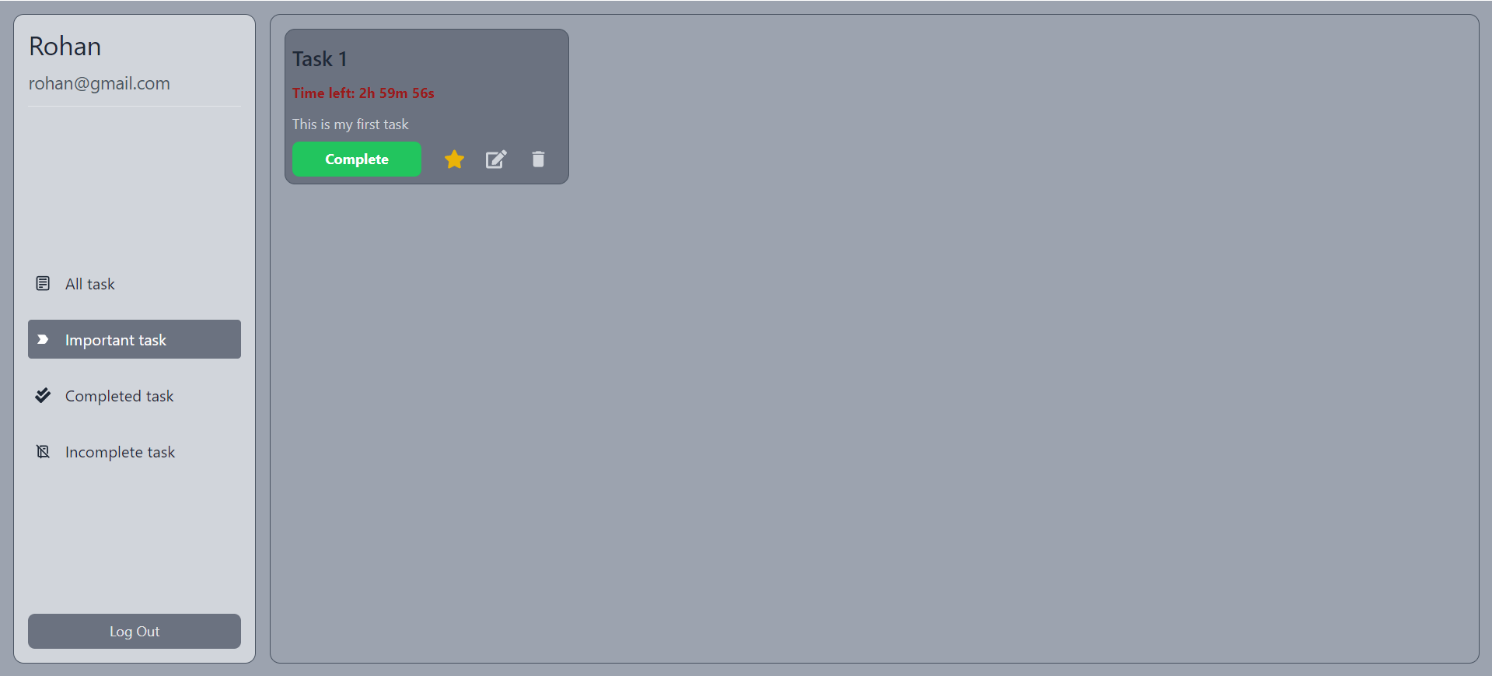 Rohan
rohan@gmail.com
All task
Important task
Completed task
Incomplete task
Log Out
Task 1
Time left: 2h 59m 56s
This is my first task
Complete